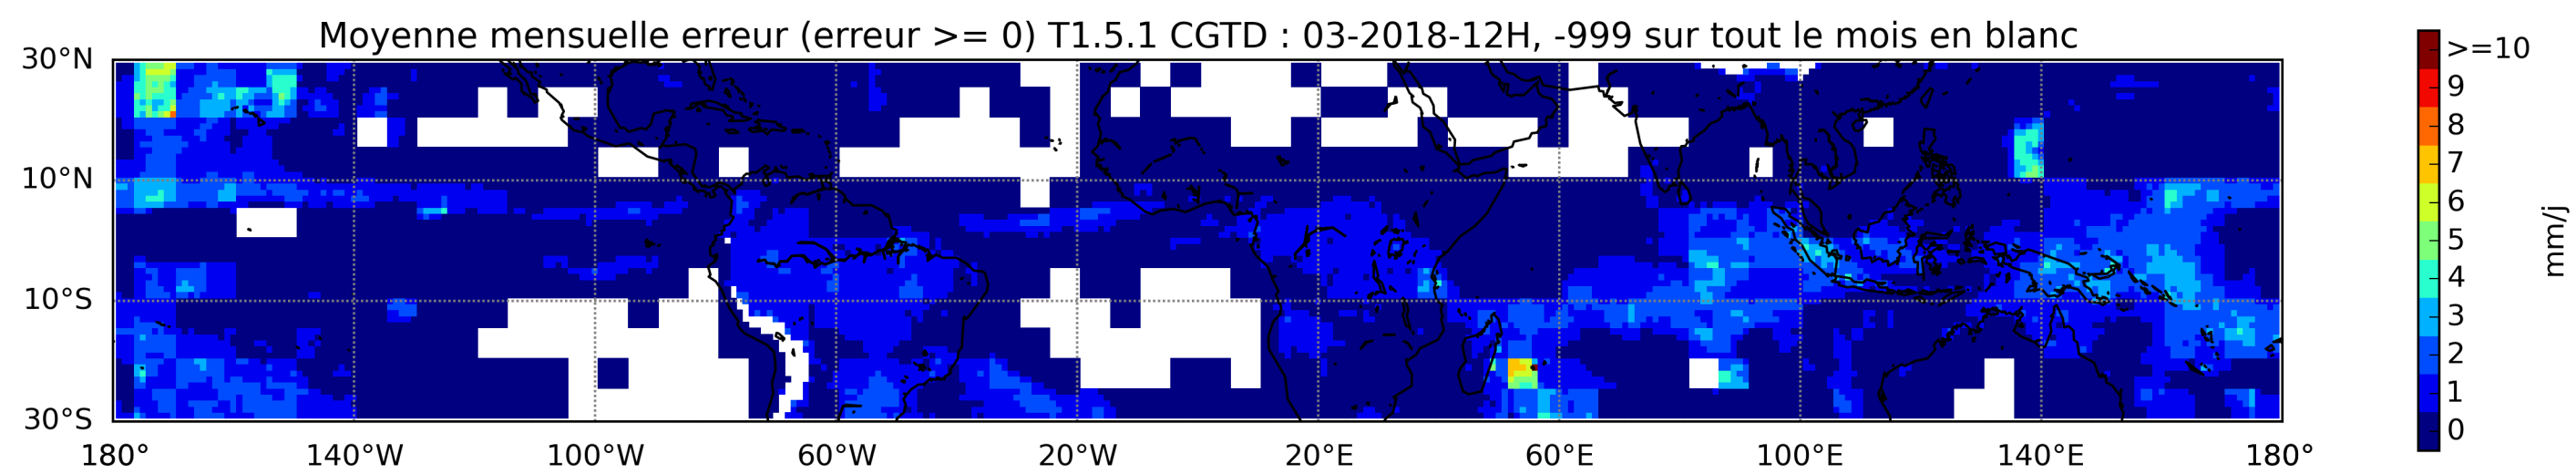 Moyenne mensuelle erreur (erreur >= 0) T1.5.1 CGTD : 03-2018-12H, -999 sur tout le mois en blanc
30°N
10°N
10°S
30°S
180° 140°W 100°W 60°W 20°W 20°E 60°E 100°E 140°E 180°
>=10
9
8
7
6
5
4
3
2
1
0
mm/j